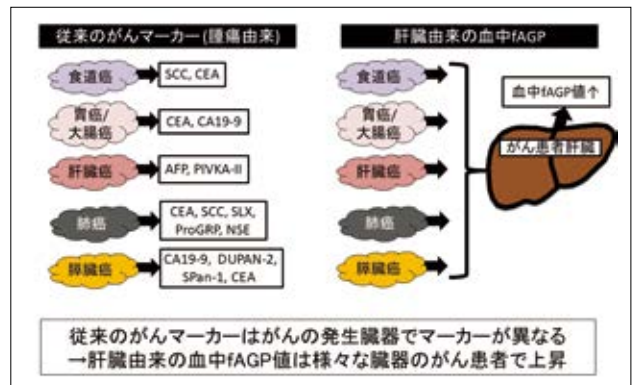 従来のがんマーカー(腫瘍由来)
食道癌
SCC, CEA
胃癌/
大腸癌
CEA, CA19-9
肝臓癌
AFP, PIVKA-II
肺癌
CEA, SCC, SLX,
ProGRP, NSE
膵臓癌
CA19-9, DUPAN-2,
SPan-1, CEA
肝臓由来の血中fAGP
食道癌
胃癌/
大腸癌
肝臓癌
肺癌
膵臓癌
血中fAGP値↑
がん患者肝臓
従来のがんマーカーはがんの発生臓器でマーカーが異なる
→肝臓由来の血中fAGP値は様々な臓器のがん患者で上昇